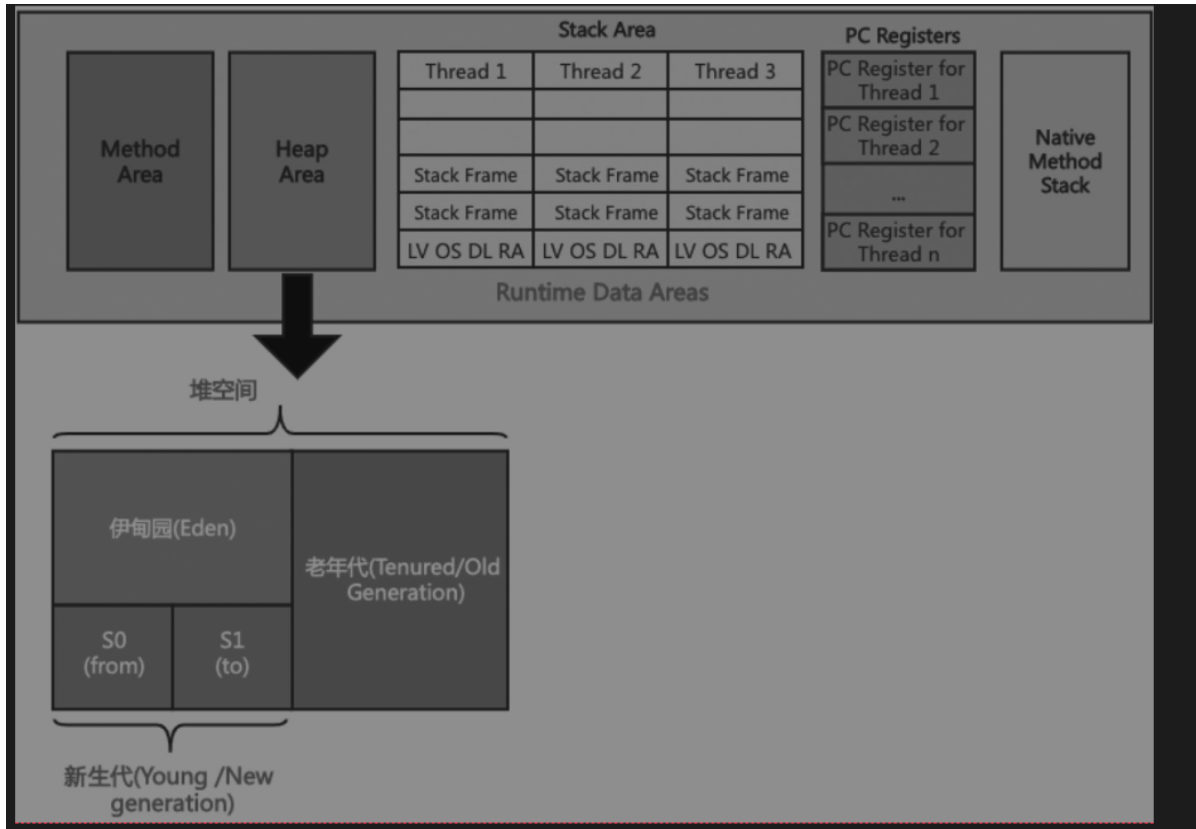 Stack Area
PC Registers
Method
Area
Heap
Area
Thread 1
Thread 2
Thread 3
Stack Frame
Stack Frame
Stack Frame
Stack Frame
Stack Frame
Stack Frame
LV OS DL RA
LV OS DL RA
LV OS DL RA
PC Register for
Thread 1
PC Register for
Thread 2
...
PC Register for
Thread n
Native
Method
Stack
Runtime Data Areas
堆空间
伊甸园(Eden)
老年代(Tenured/Old
Generation)
S0
(from)
S1
(to)
新生代(Young /New
generation)